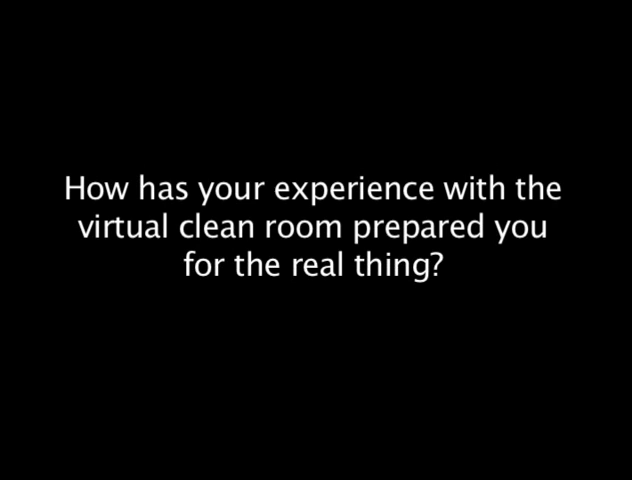 How has your experience with the
virtual clean room prepared you
for the real thing?